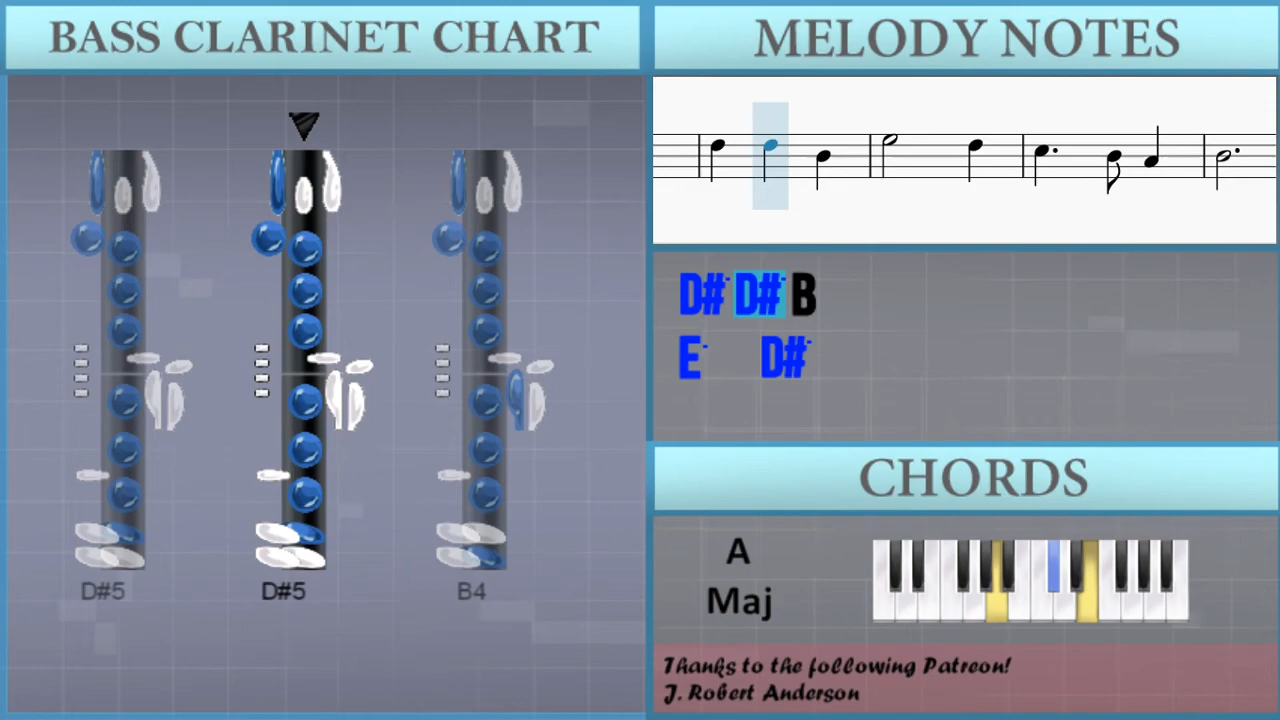 BASS CLARINET CHART
D#5 D#5 B4
MELODY NOTES
D#˙ D#˙ B
E˙ D#˙
CHORDS
A
Maj
Thanks to the following Patreon!
J. Robert Anderson